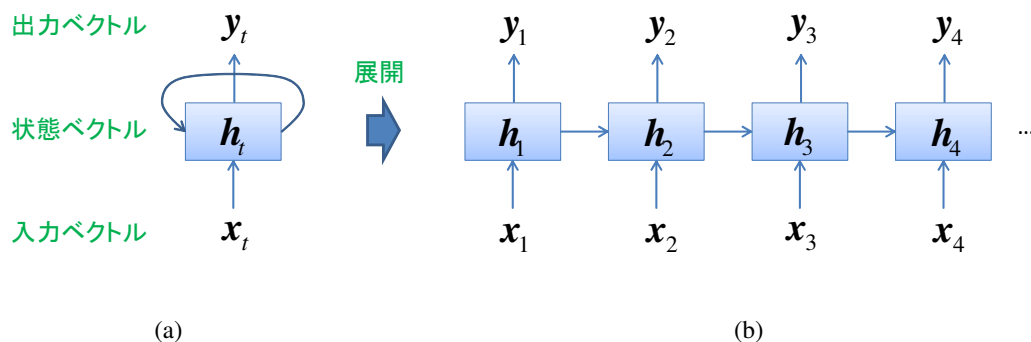 出力ベクトル y_t y_1 y_2 y_3 y_4
展開
状態ベクトル h_t h_1 h_2 h_3 h_4 ...
入力ベクトル x_t x_1 x_2 x_3 x_4
(a) (b)